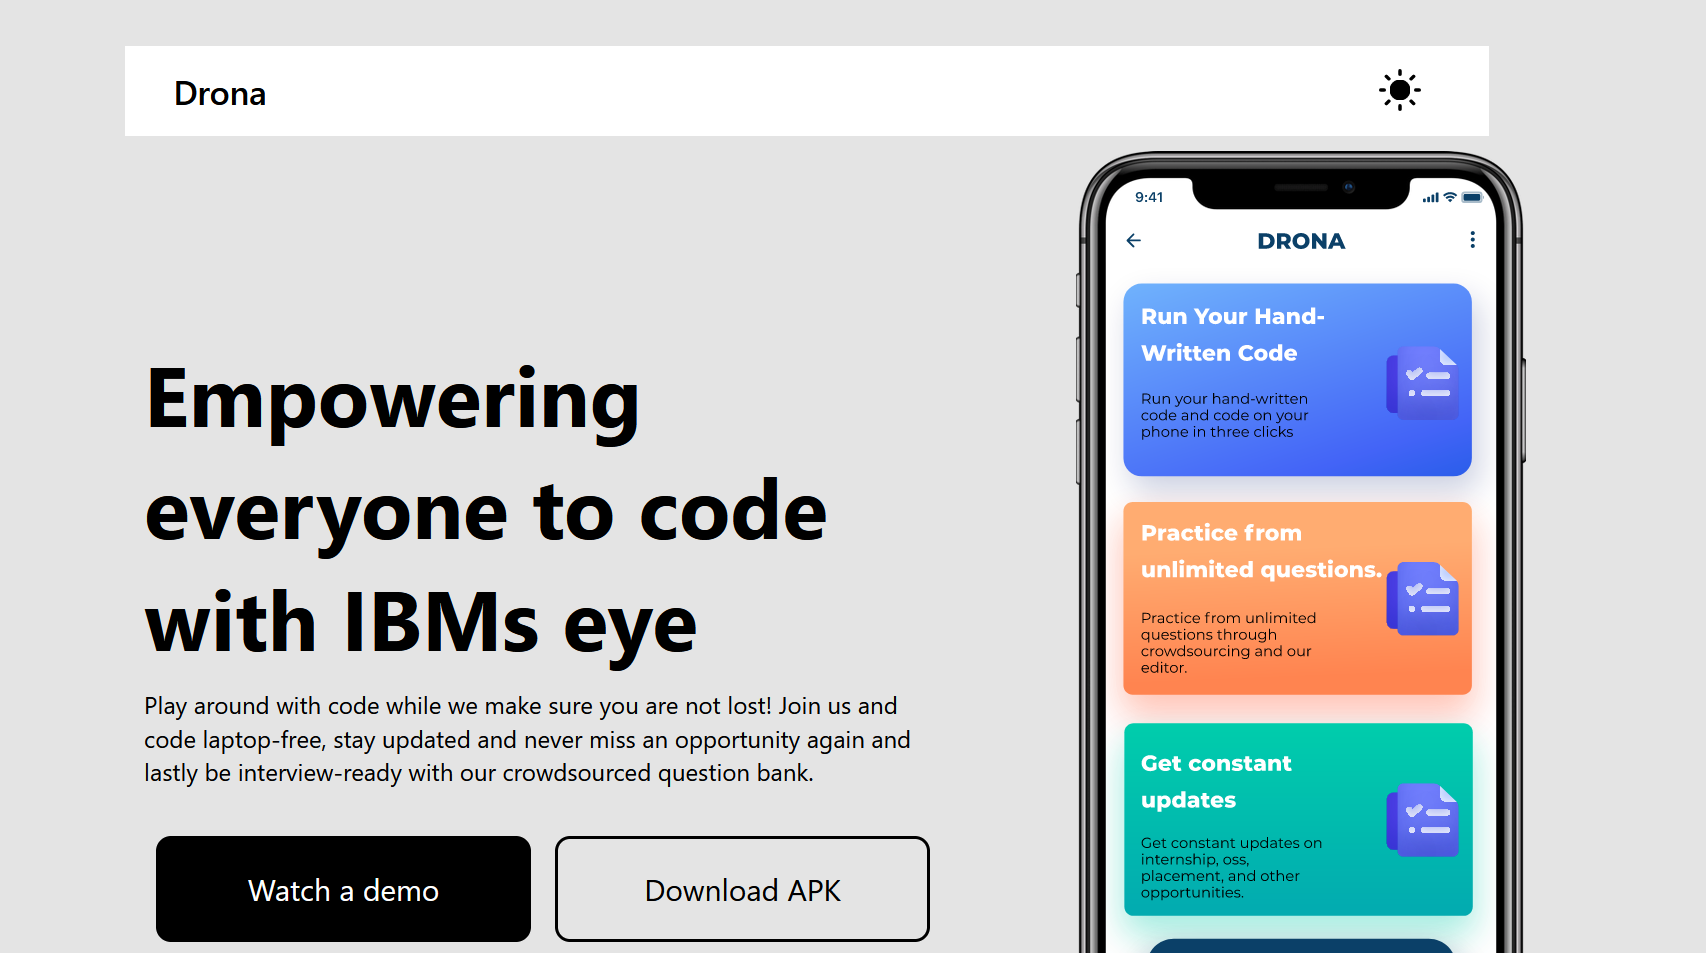 Drona
Empowering
everyone to code
with IBMs eye
Play around with code while we make sure you are not lost! Join us and
code laptop-free, stay updated and never miss an opportunity again and
lastly be interview-ready with our crowdsourced question bank.
Watch a demo
Download APK
9:41
DRONA
Run Your Hand-
Written Code
Run your hand-written
code and code on your
phone in three clicks
Practice from
unlimited questions.
Practice from unlimited
questions through
crowdsourcing and our
editor.
Get constant
updates
Get constant updates on
internship, oss,
placement, and other
opportunities.